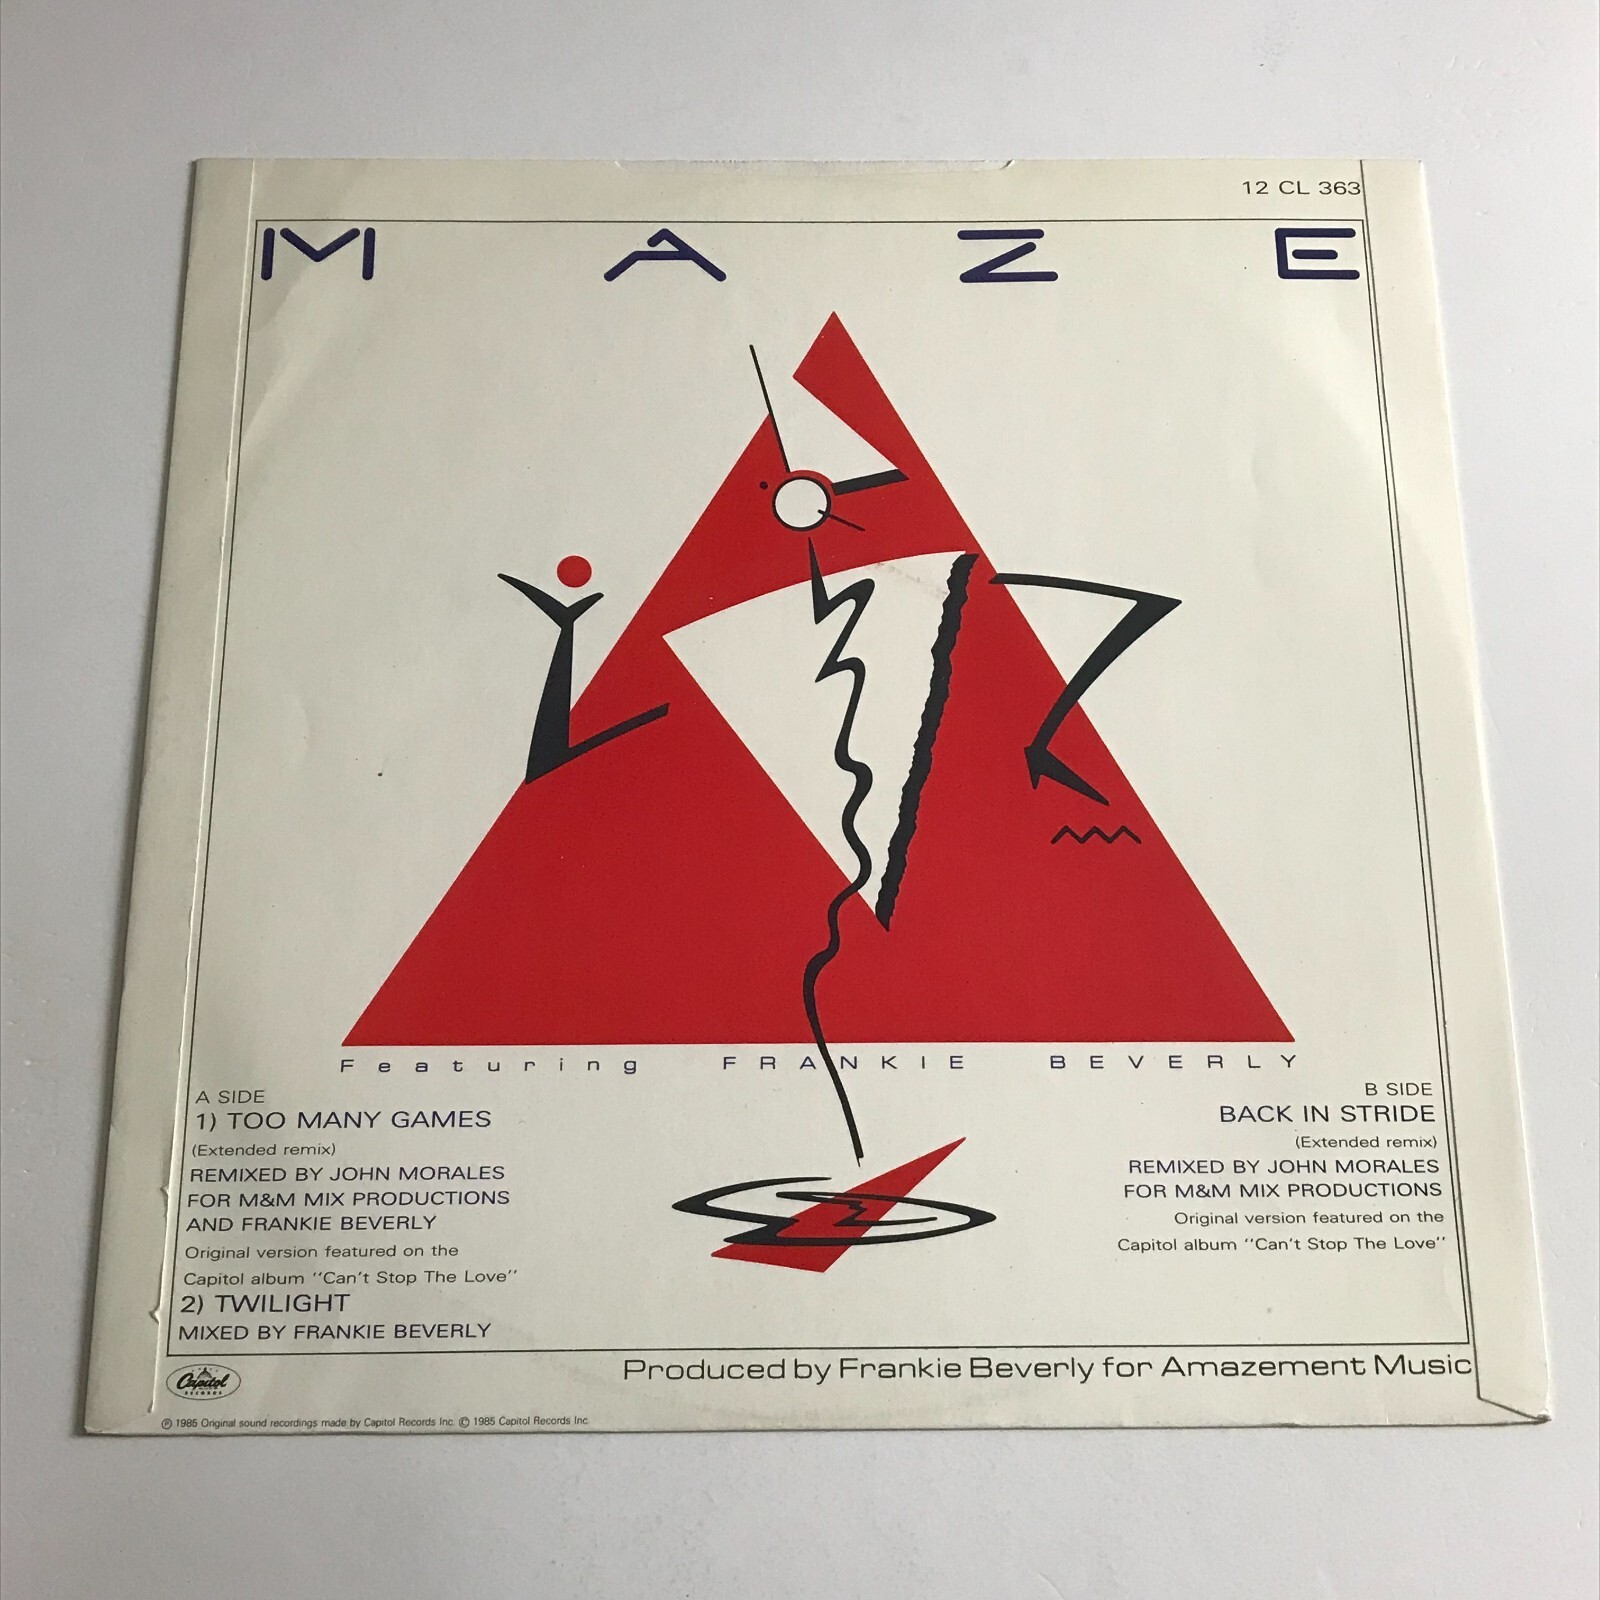 12 CL 363
MAZE
Featuring FRANKIE BEVERLY
A SIDE
1) TOO MANY GAMES
(Extended remix)
REMIXED BY JOHN MORALES
FOR M&M MIX PRODUCTIONS
AND FRANKIE BEVERLY
Original version featured on the
Capitol album "Can't Stop The Love"
2) TWILIGHT
MIXED BY FRANKIE BEVERLY
B SIDE
BACK IN STRIDE
(Extended remix)
REMIXED BY JOHN MORALES
FOR M&M MIX PRODUCTIONS
Original version featured on the
Capitol album "Can't Stop The Love"
Produced by Frankie Beverly for Amazement Music
Capitol
RECORDS
℗ 1985 Original sound recordings made by Capitol Records Inc. © 1985 Capitol Records Inc.